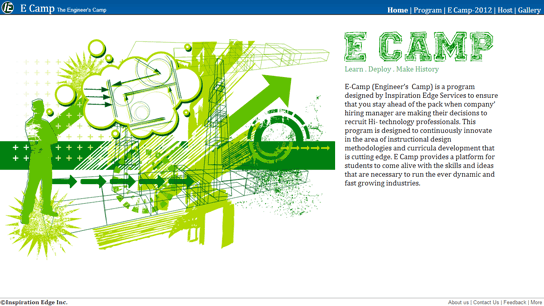 IE E Camp The Engineer's Camp
Home | Program | E Camp-2012 | Host | Gallery
E CAMP
Learn . Deploy . Make History
E-Camp (Engineer's Camp) is a program
designed by Inspiration Edge Services to ensure
that you stay ahead of the pack when company'
hiring manager are making their decisions to
recruit Hi- technology professionals. This
program is designed to continuously innovate
in the area of instructional design
methodologies and curricula development that
is cutting edge. E Camp provides a platform for
students to come alive with the skills and ideas
that are necessary to run the ever dynamic and
fast growing industries.
©Inspiration Edge Inc.
About us | Contact Us | Feedback | More